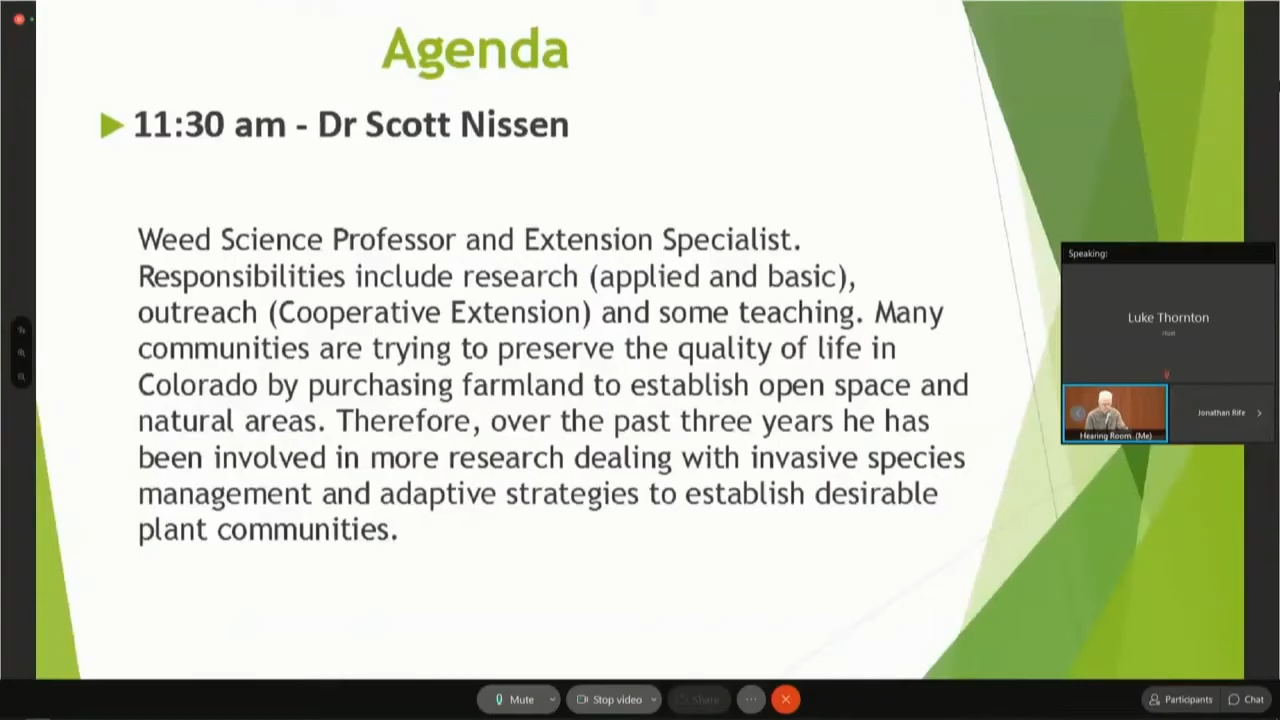 Agenda
11:30 am - Dr Scott Nissen
Weed Science Professor and Extension Specialist.
Responsibilities include research (applied and basic),
outreach (Cooperative Extension) and some teaching. Many
communities are trying to preserve the quality of life in
Colorado by purchasing farmland to establish open space and
natural areas. Therefore, over the past three years he has
been involved in more research dealing with invasive species
management and adaptive strategies to establish desirable
plant communities.
Speaking:
Luke Thornton
Host
Hearing Room (Me)
Jonathan Rife
Mute
Stop video
Share
Participants
Chat